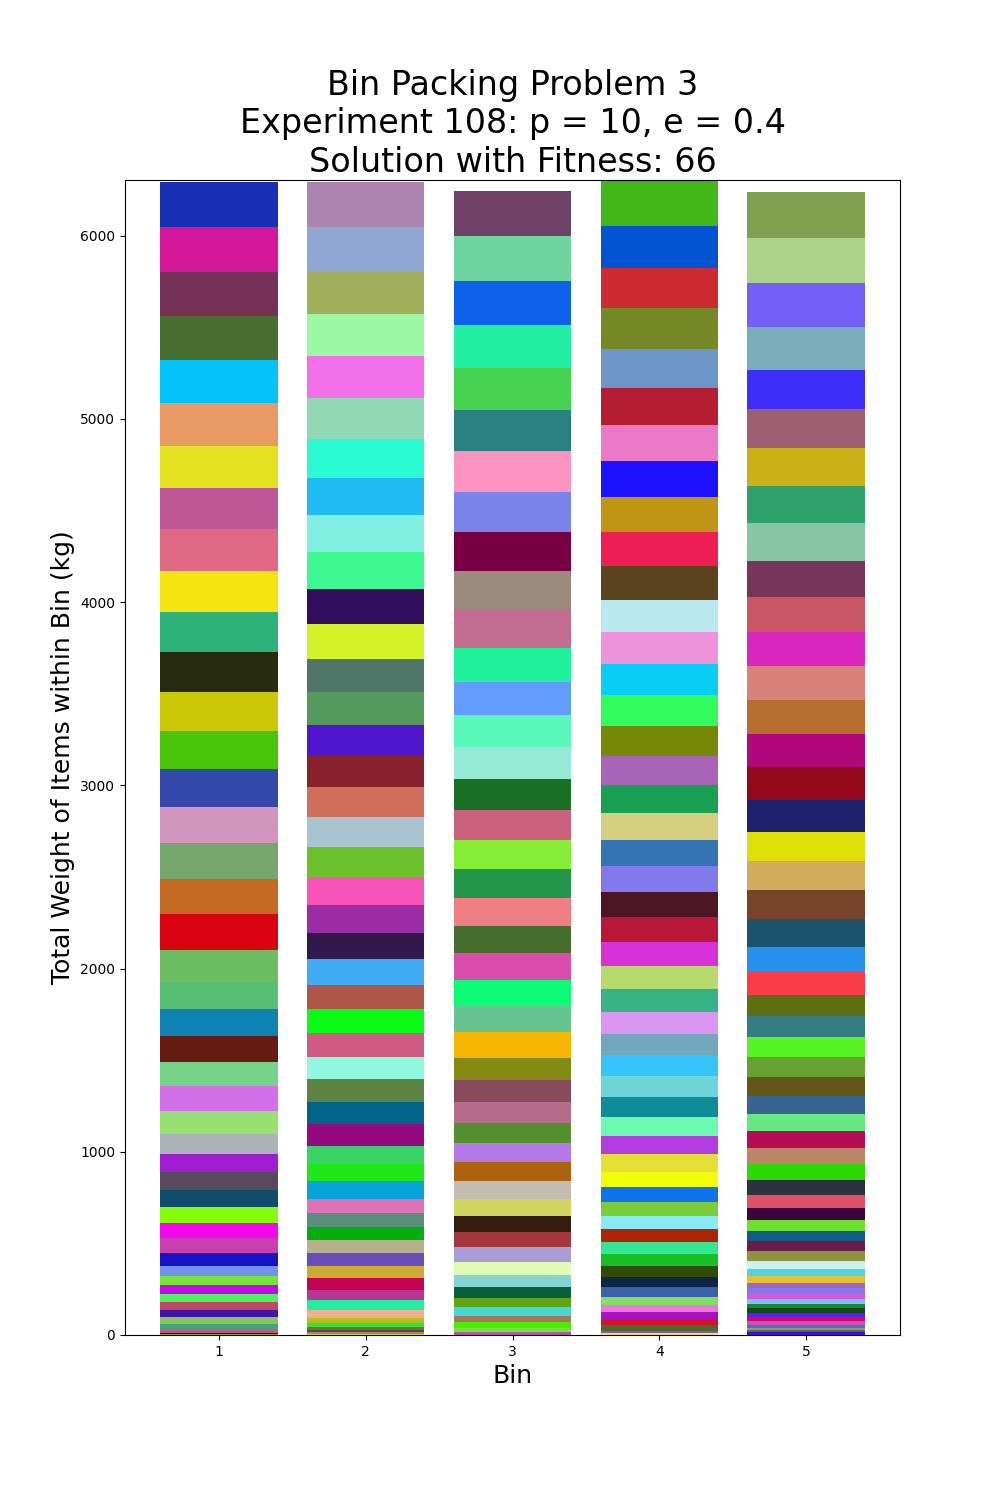 Bin Packing Problem 3
Experiment 108: p = 10, e = 0.4
Solution with Fitness: 66
Total Weight of Items within Bin (kg)
6000
5000
4000
3000
2000
1000
0
1 2 3 4 5
Bin